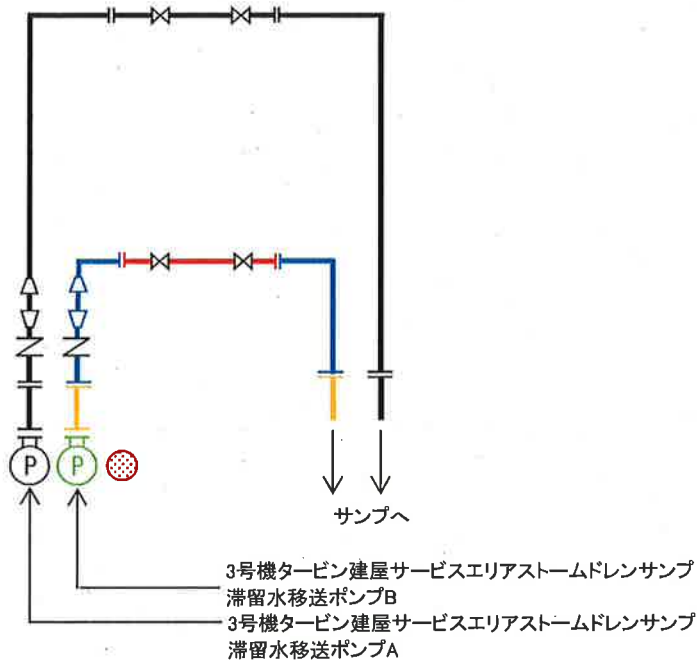 P
P
サンプへ
3号機タービン建屋サービスエリアストームドレンサンプ
滞留水移送ポンプB
3号機タービン建屋サービスエリアストームドレンサンプ
滞留水移送ポンプA